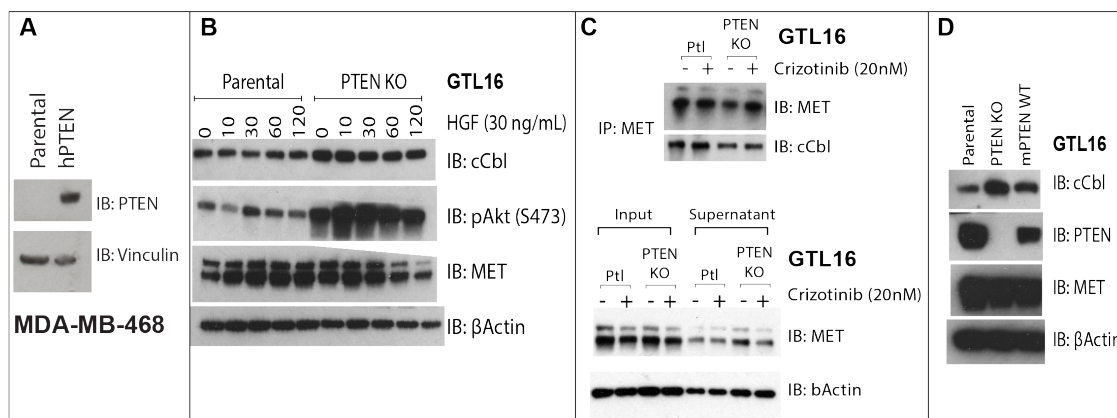 A
Parental
hPTEN
IB: PTEN
IB: Vinculin
MDA-MB-468
B
Parental
PTEN KO
GTL16
0 10 30 60 120 0 10 30 60 120
HGF (30 ng/mL)
IB: cCbl
IB: pAkt (S473)
IB: MET
IB: βActin
C
Ptl
PTEN
KO
GTL16
- + - +
Crizotinib (20nM)
IP: MET
IB: MET
IB: cCbl
Input
Supernatant
Ptl
PTEN
KO
Ptl
PTEN
KO
GTL16
- + - + - + - +
Crizotinib (20nM)
IB: MET
IB: bActin
D
Parental
PTEN KO
mPTEN WT
GTL16
IB: cCbl
IB: PTEN
IB: MET
IB: βActin